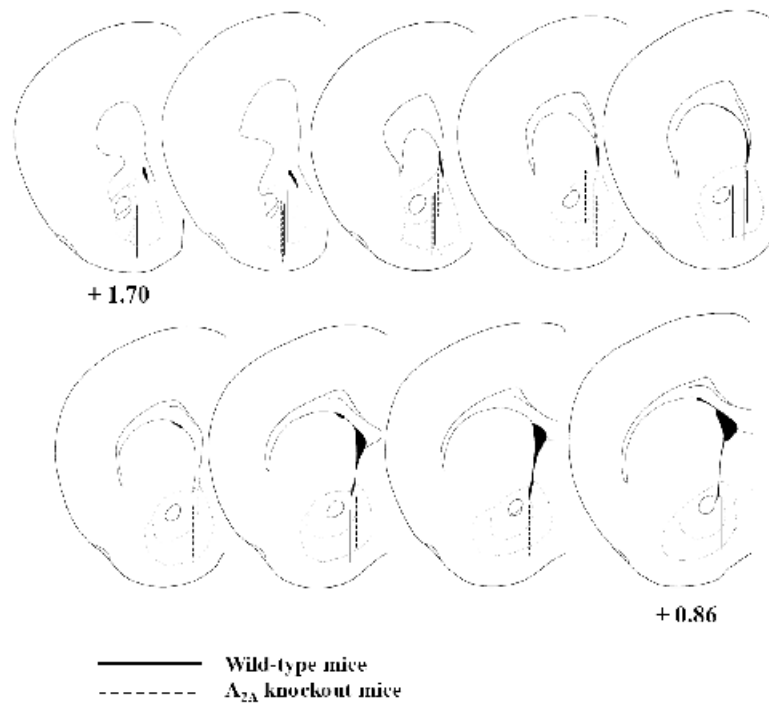 + 1.70
+ 0.86
Wild-type mice
A₂ₐ knockout mice